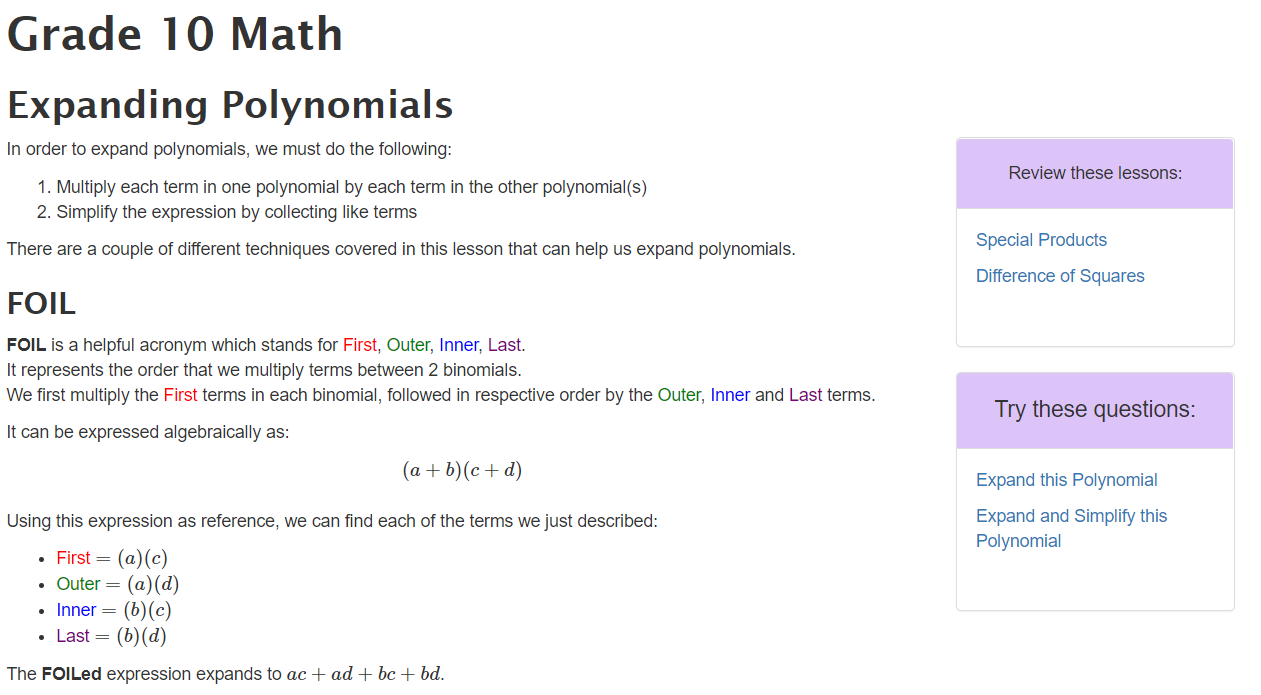 Grade 10 Math
Expanding Polynomials
In order to expand polynomials, we must do the following:
1. Multiply each term in one polynomial by each term in the other polynomial(s)
2. Simplify the expression by collecting like terms
There are a couple of different techniques covered in this lesson that can help us expand polynomials.
FOIL
FOIL is a helpful acronym which stands for First, Outer, Inner, Last.
It represents the order that we multiply terms between 2 binomials.
We first multiply the First terms in each binomial, followed in respective order by the Outer, Inner and Last terms.
It can be expressed algebraically as:
(a + b)(c + d)
Using this expression as reference, we can find each of the terms we just described:
• First = (a)(c)
• Outer = (a)(d)
• Inner = (b)(c)
• Last = (b)(d)
The FOILed expression expands to ac + ad + bc + bd.
Review these lessons:
Special Products
Difference of Squares
Try these questions:
Expand this Polynomial
Expand and Simplify this
Polynomial